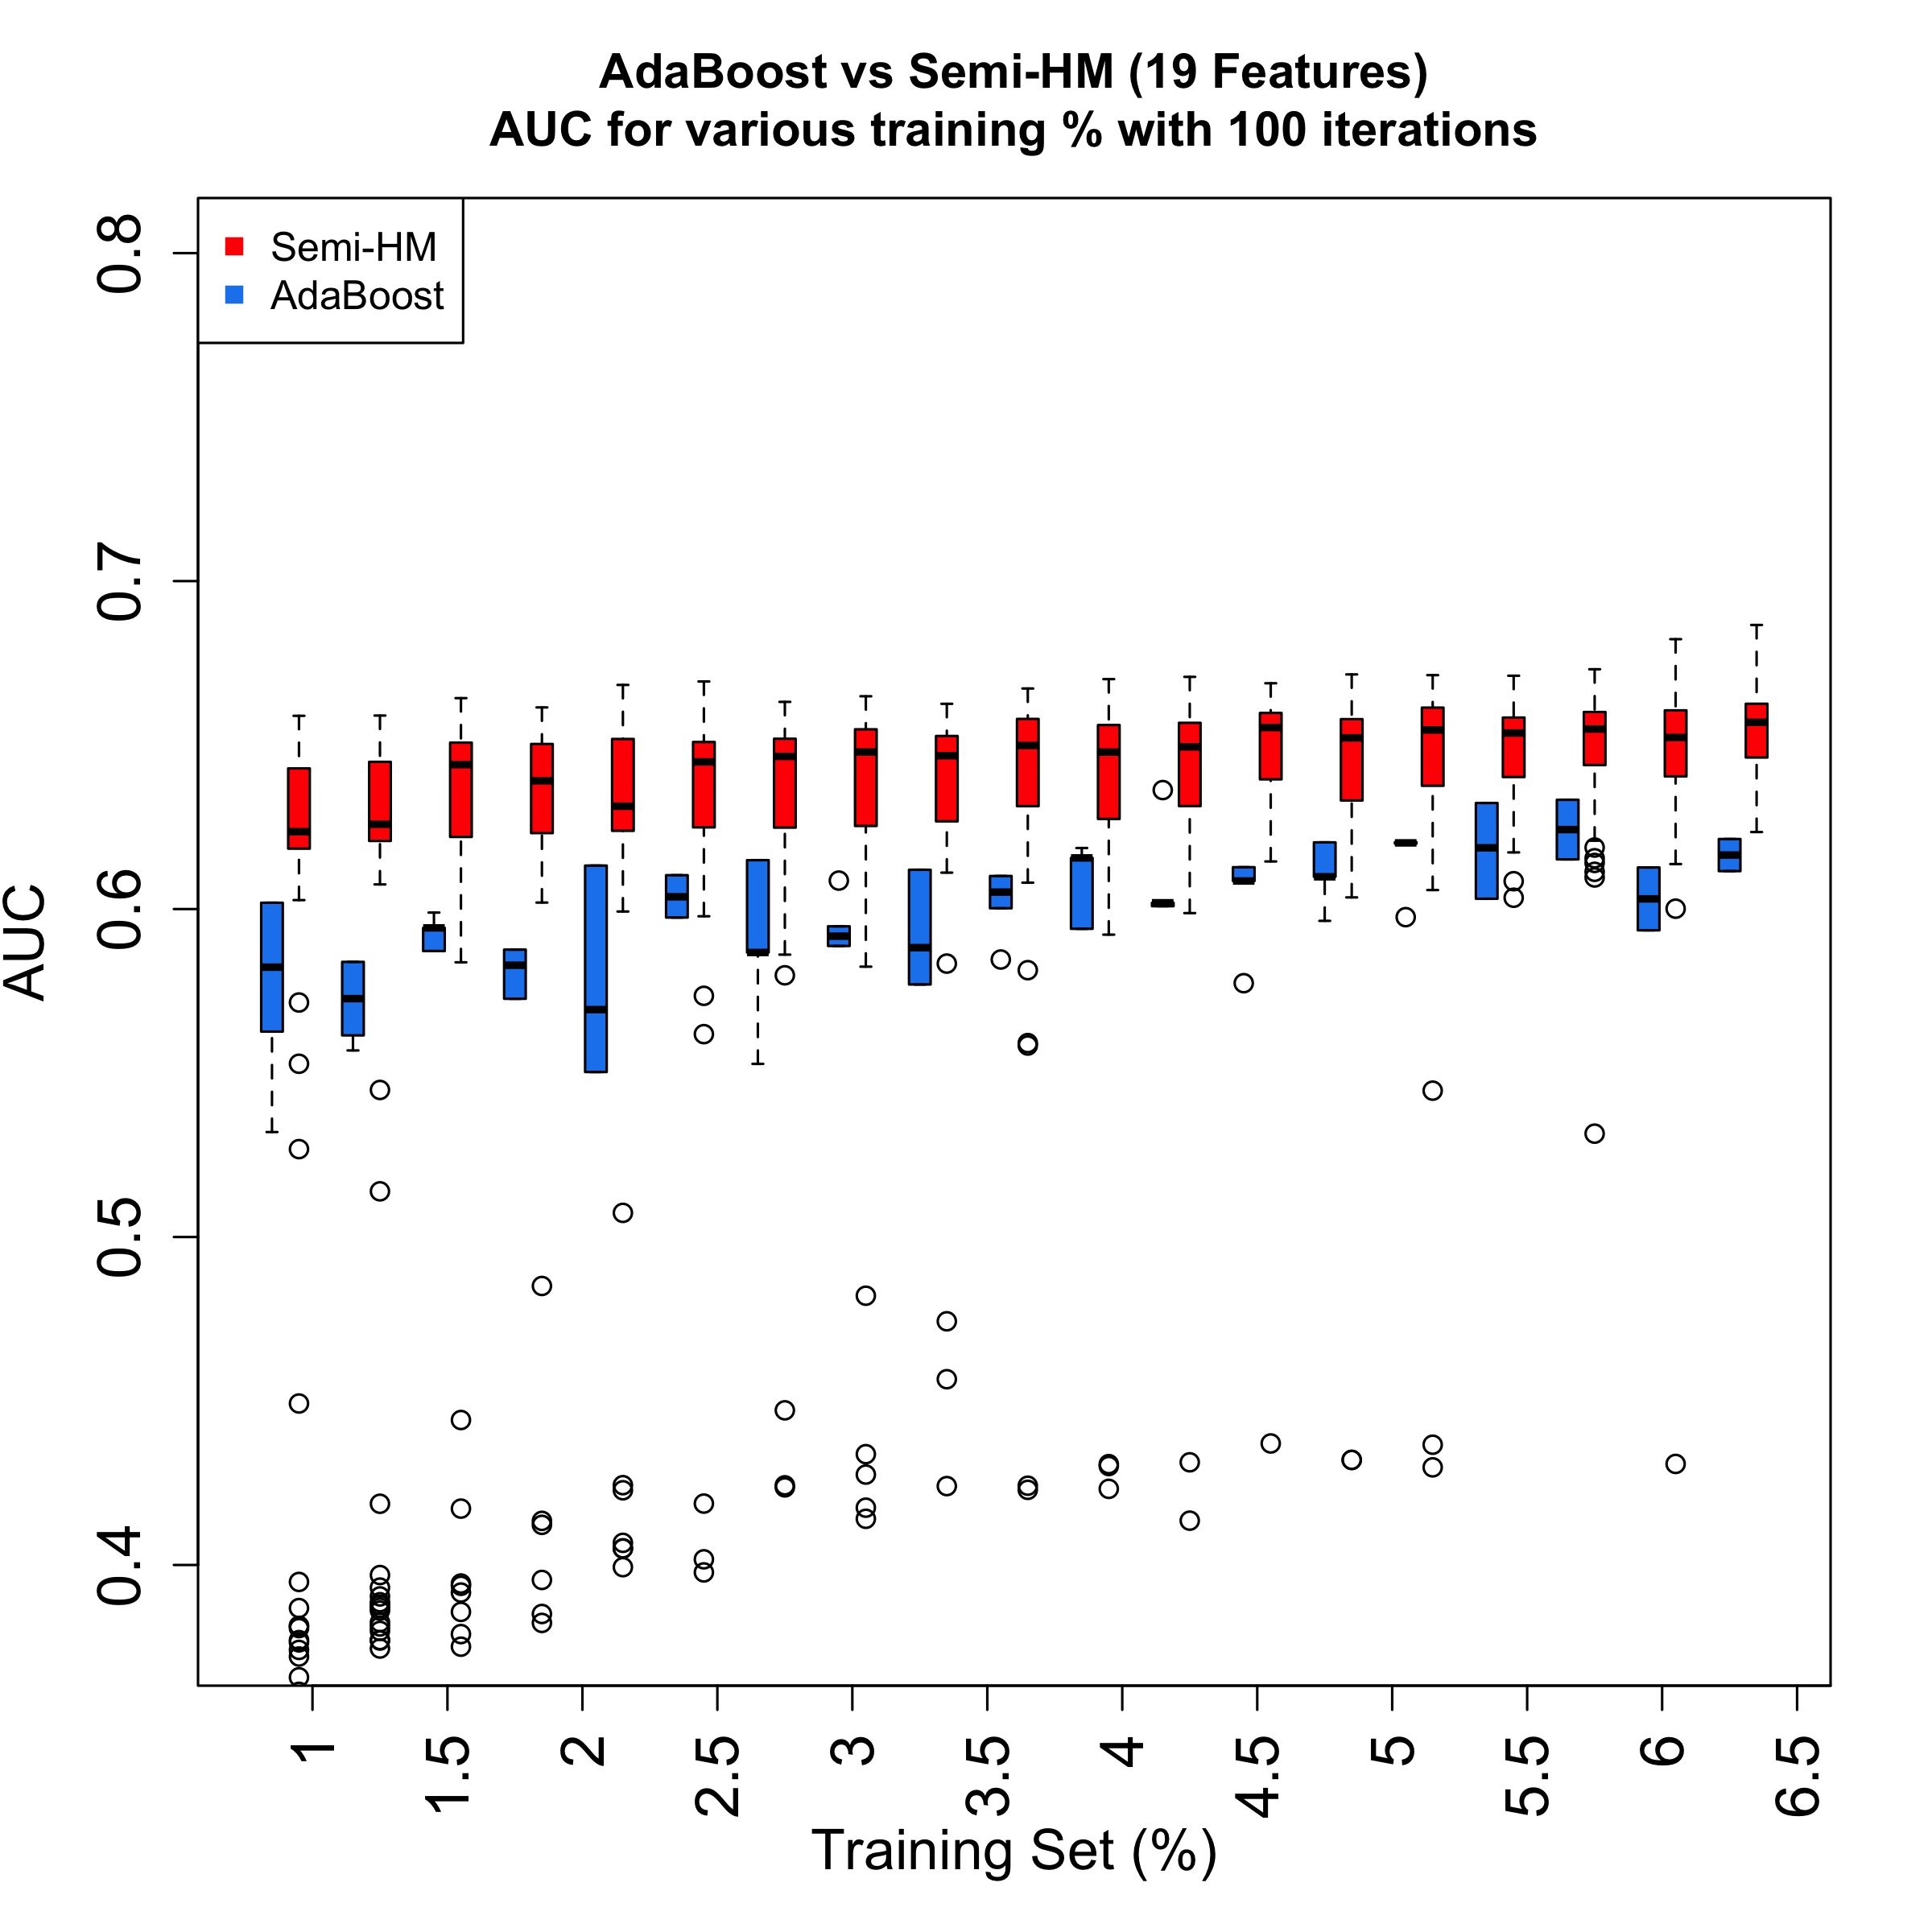 AdaBoost vs Semi-HM (19 Features)
AUC for various training % with 100 iterations
Semi-HM
AdaBoost
AUC
0.8
0.7
0.6
0.5
0.4
1
1.5
2
2.5
3
3.5
4
4.5
5
5.5
6
6.5
Training Set (%)